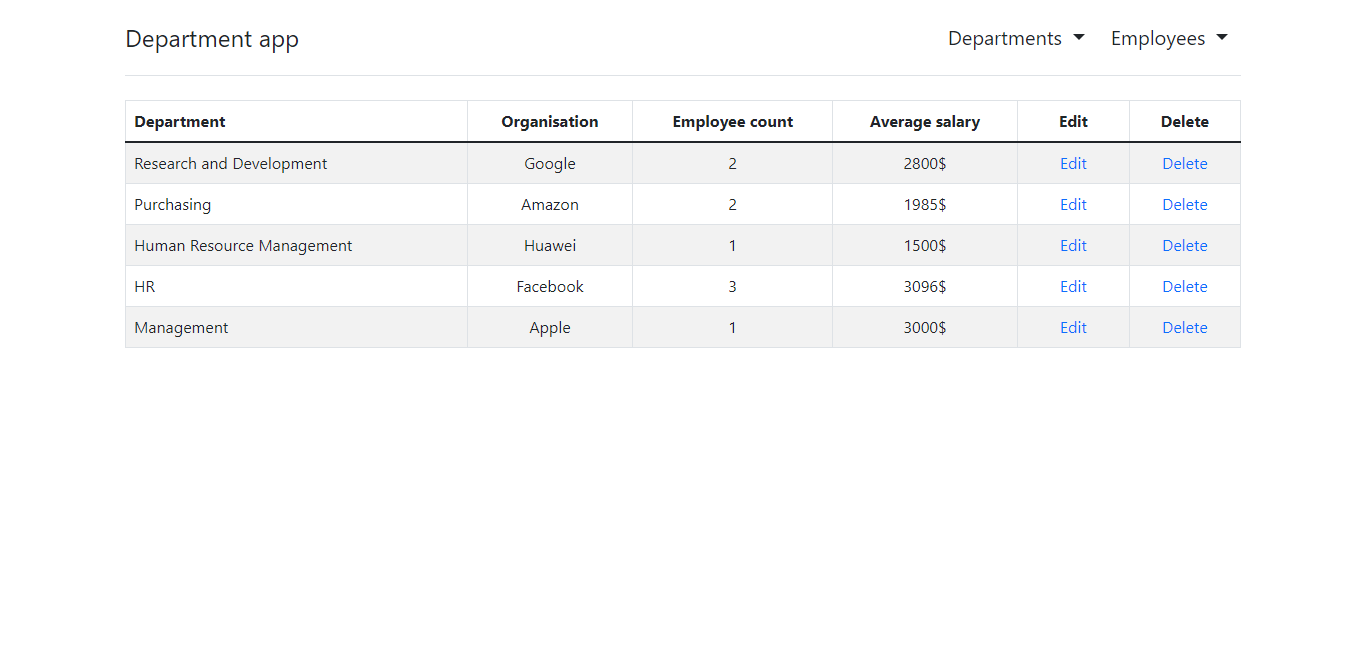 Department app Departments Employees
Department Organisation Employee count Average salary Edit Delete
Research and Development Google 2 2800$ Edit Delete
Purchasing Amazon 2 1985$ Edit Delete
Human Resource Management Huawei 1 1500$ Edit Delete
HR Facebook 3 3096$ Edit Delete
Management Apple 1 3000$ Edit Delete